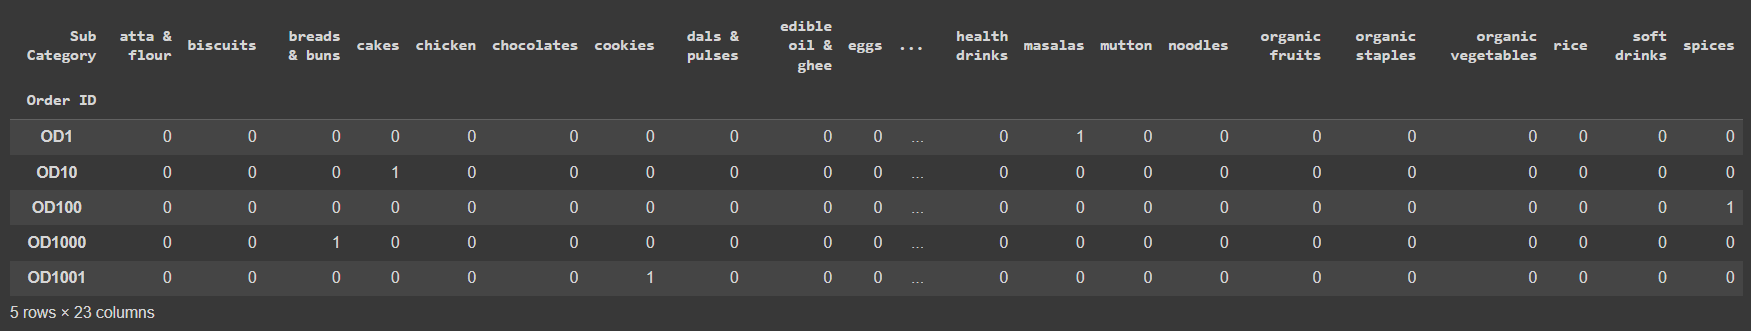 Sub Category atta & flour biscuits breads & buns cakes chicken chocolates cookies dals & pulses edible oil & ghee eggs ... health drinks masalas mutton noodles organic fruits organic staples organic vegetables rice soft drinks spices
Order ID
OD1 0 0 0 0 0 0 0 0 0 0 ... 0 1 0 0 0 0 0 0 0 0
OD10 0 0 0 1 0 0 0 0 0 0 ... 0 0 0 0 0 0 0 0 0 0
OD100 0 0 0 0 0 0 0 0 0 0 ... 0 0 0 0 0 0 0 0 0 1
OD1000 0 0 1 0 0 0 0 0 0 0 ... 0 0 0 0 0 0 0 0 0 0
OD1001 0 0 0 0 0 0 1 0 0 0 ... 0 0 0 0 0 0 0 0 0 0
5 rows × 23 columns